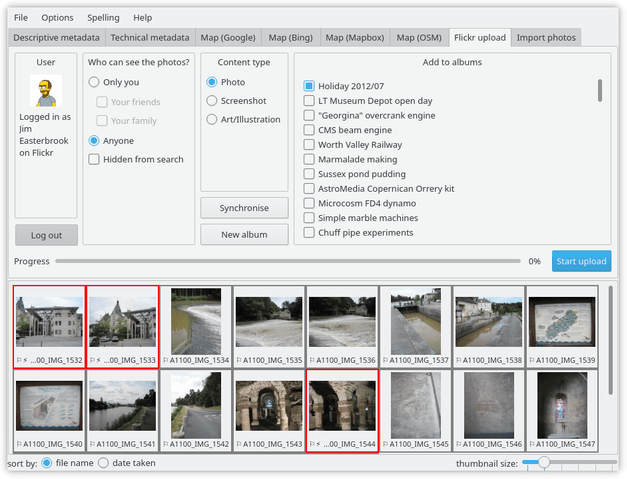 File Options Spelling Help
Descriptive metadata Technical metadata Map (Google) Map (Bing) Map (Mapbox) Map (OSM) Flickr upload Import photos
User
Logged in as
Jim
Easterbrook
on Flickr
Log out
Who can see the photos?
Only you
Your friends
Your family
Anyone
Hidden from search
Content type
Photo
Screenshot
Art/Illustration
Synchronise
New album
Add to albums
Holiday 2012/07
LT Museum Depot open day
"Georgina" overcrank engine
CMS beam engine
Worth Valley Railway
Marmalade making
Sussex pond pudding
AstroMedia Copernican Orrery kit
Microcosm FD4 dynamo
Simple marble machines
Chuff pipe experiments
Progress 0% Start upload
...00_IMG_1532 ...00_IMG_1533 A1100_IMG_1534 A1100_IMG_1535 A1100_IMG_1536 A1100_IMG_1537 A1100_IMG_1538 A1100_IMG_1539
A1100_IMG_1540 A1100_IMG_1541 A1100_IMG_1542 A1100_IMG_1543 ...00_IMG_1544 A1100_IMG_1545 A1100_IMG_1546 A1100_IMG_1547
sort by: file name date taken thumbnail size: